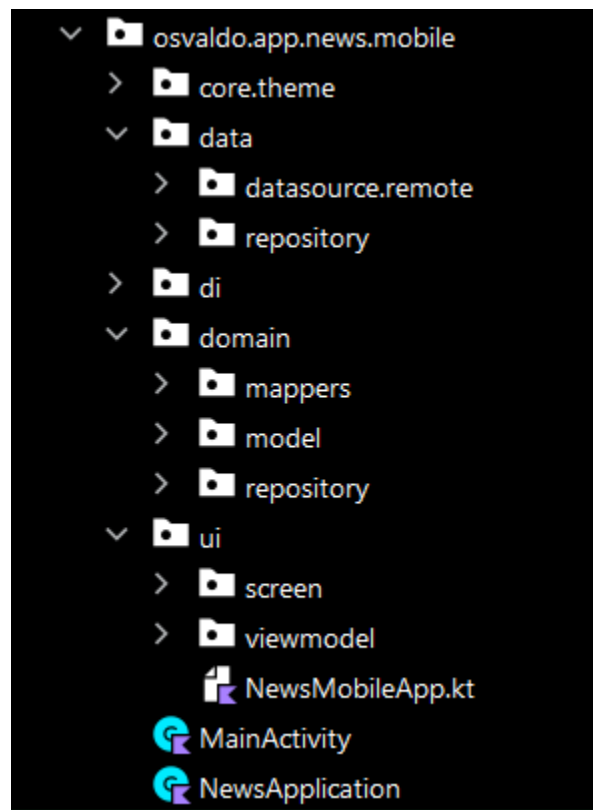 osvaldo.app.news.mobile
core.theme
data
datasource.remote
repository
di
domain
mappers
model
repository
ui
screen
viewmodel
NewsMobileApp.kt
MainActivity
NewsApplication